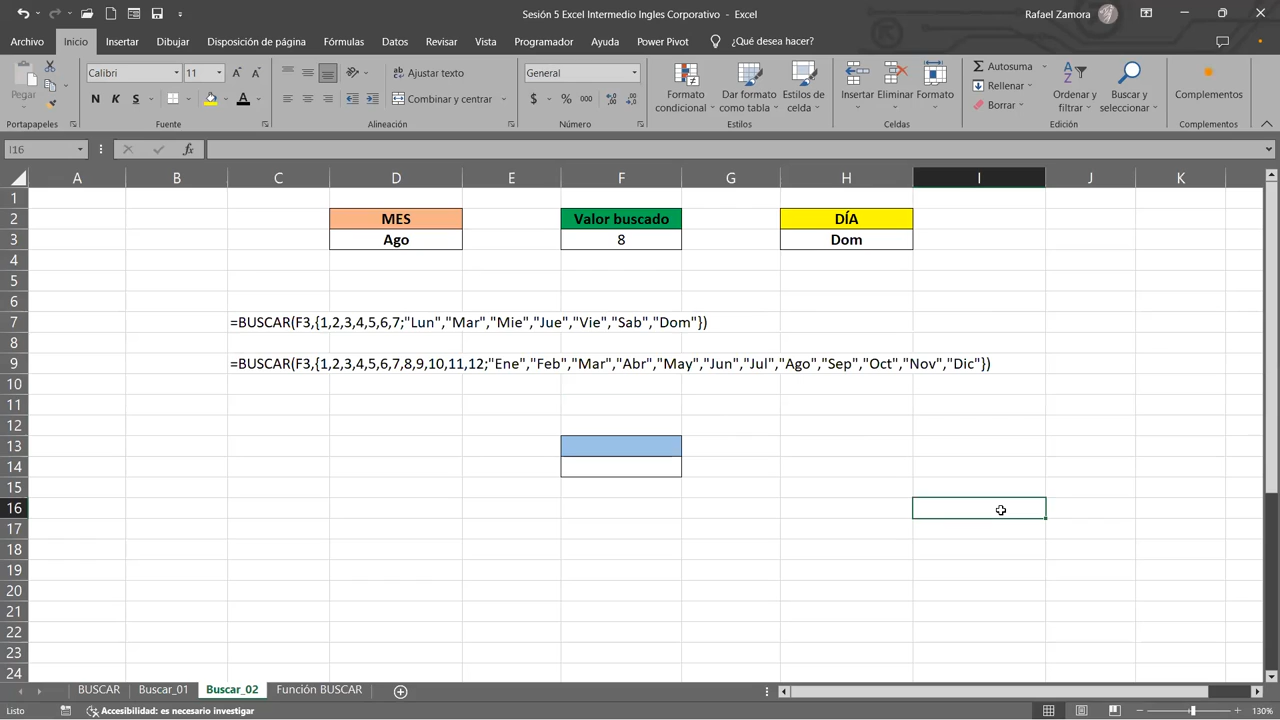 Sesión 5 Excel Intermedio Ingles Corporativo - Excel
Rafael Zamora
Archivo Inicio Insertar Dibujar Disposición de página Fórmulas Datos Revisar Vista Programador Ayuda Power Pivot ¿Qué desea hacer?
Pegar
Calibri 11
N K S
Ajustar texto
Combinar y centrar
General
$ % 000
Formato condicional
Dar formato como tabla
Estilos de celda
Insertar Eliminar Formato
Autosuma
Rellenar
Borrar
Ordenar y filtrar
Buscar y seleccionar
Complementos
Portapapeles Fuente Alineación Número Estilos Celdas Edición Complementos
I16 fx
A B C D E F G H I J K
1
2 MES Valor buscado DÍA
3 Ago 8 Dom
4
5
6
7 =BUSCAR(F3,{1,2,3,4,5,6,7;"Lun","Mar","Mie","Jue","Vie","Sab","Dom"})
8
9 =BUSCAR(F3,{1,2,3,4,5,6,7,8,9,10,11,12;"Ene","Feb","Mar","Abr","May","Jun","Jul","Ago","Sep","Oct","Nov","Dic"})
10
11
12
13
14
15
16
17
18
19
20
21
22
23
24
BUSCAR Buscar_01 Buscar_02 Función BUSCAR
Listo Accesibilidad: es necesario investigar 130%